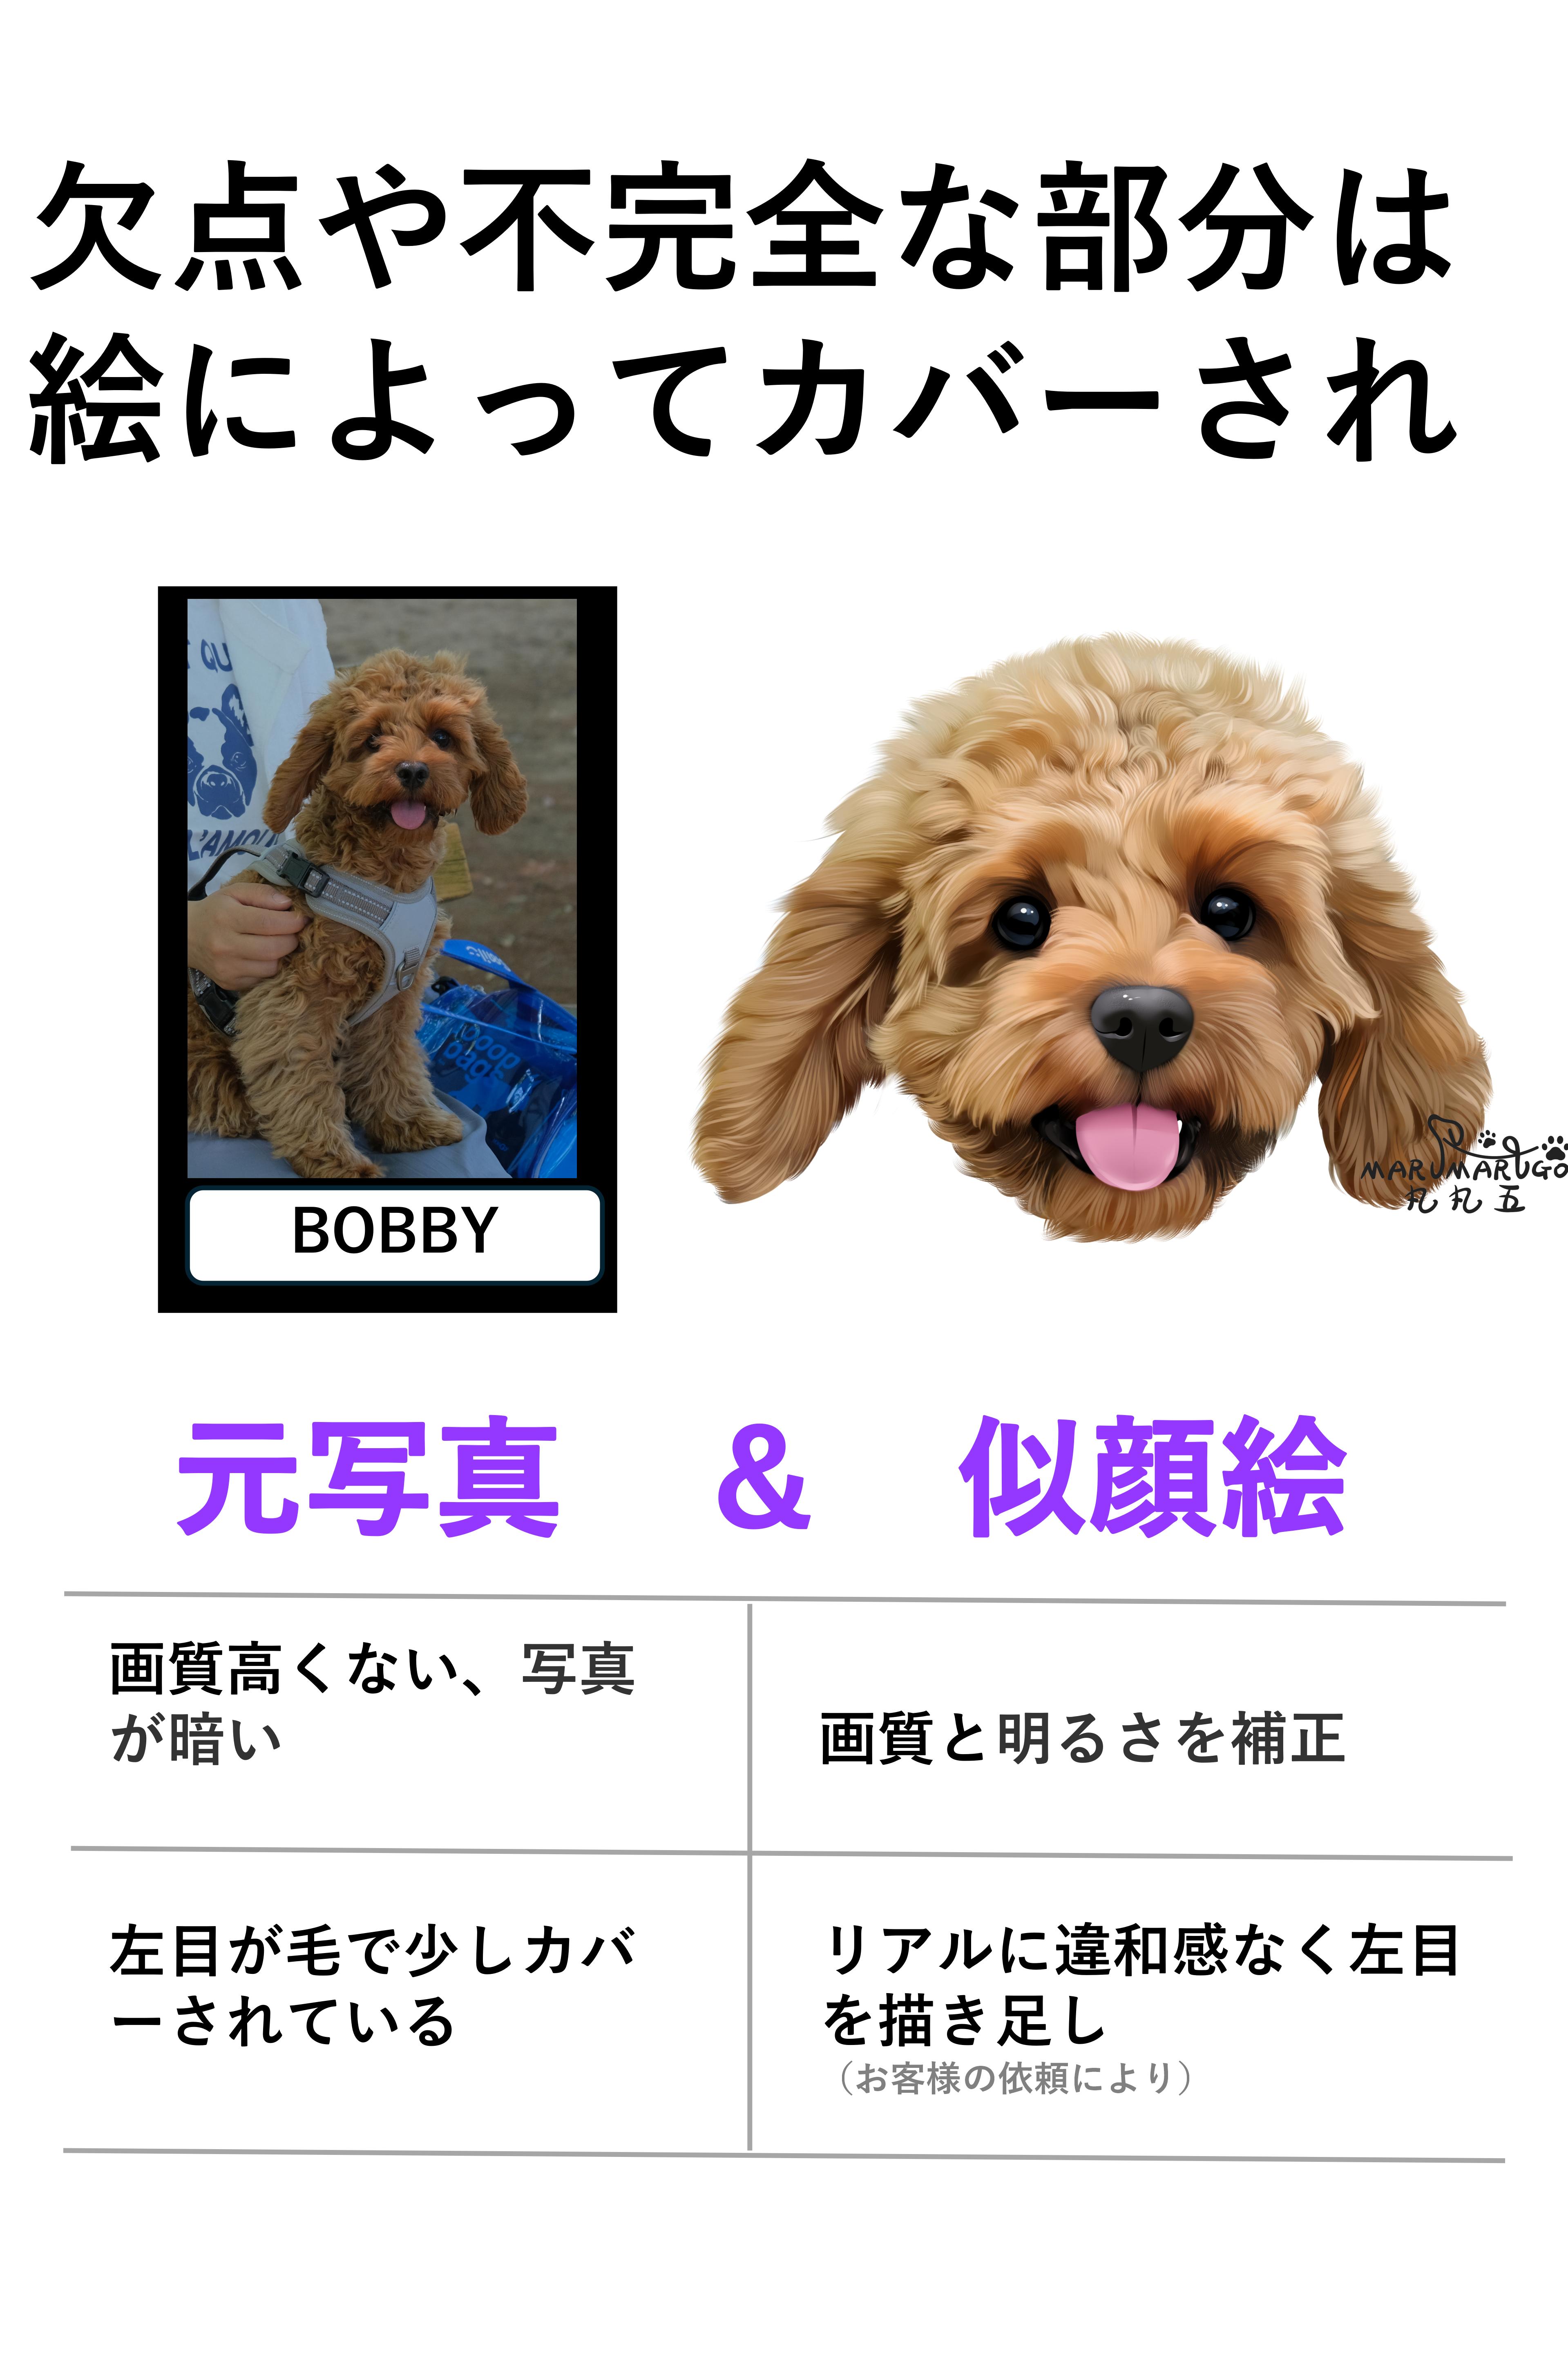 欠点や不完全な部分は
絵によってカバーされ
QU
L'AMOU
BOBBY
MARUMARUGO
丸丸五
元写真 & 似顔絵
画質高くない、写真
が暗い
画質と明るさを補正
左目が毛で少しカバ
ーされている
リアルに違和感なく左目
を描き足し
（お客様の依頼により）